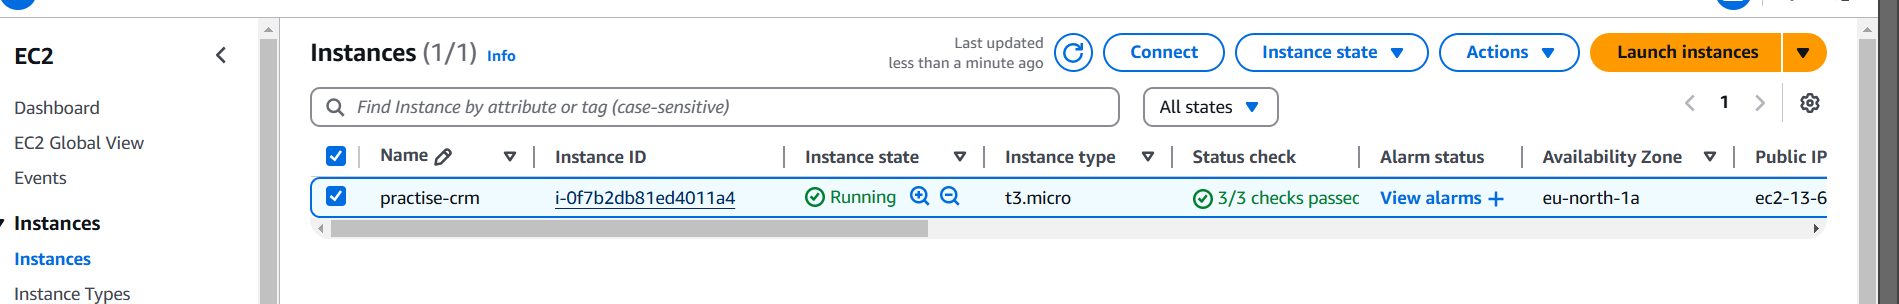 EC2
Dashboard
EC2 Global View
Events
Instances
Instances
Instance Types
Instances (1/1) Info
Last updated
less than a minute ago
Connect
Instance state
Actions
Launch instances
Find Instance by attribute or tag (case-sensitive)
All states
1
Name
Instance ID
Instance state
Instance type
Status check
Alarm status
Availability Zone
Public IP
practise-crm
i-0f7b2db81ed4011a4
Running
t3.micro
3/3 checks passec
View alarms +
eu-north-1a
ec2-13-6